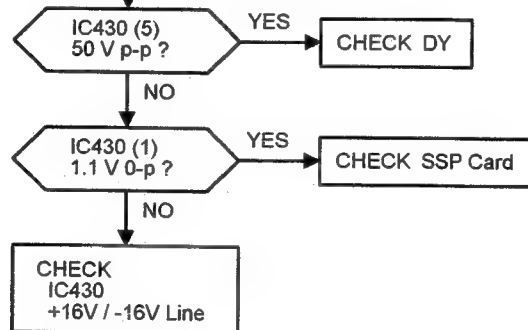 IC430 (5)
50 V p-p ?
YES
CHECK DY
NO
IC430 (1)
1.1 V 0-p ?
YES
CHECK SSP Card
NO
CHECK
IC430
+16V / -16V Line